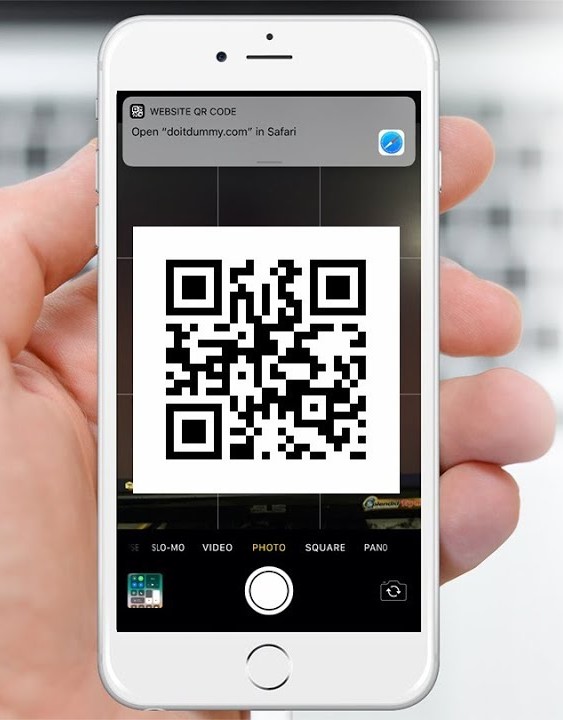 WEBSITE QR CODE
Open “doitdummy.com” in Safari
SLO-MO VIDEO PHOTO SQUARE PANO